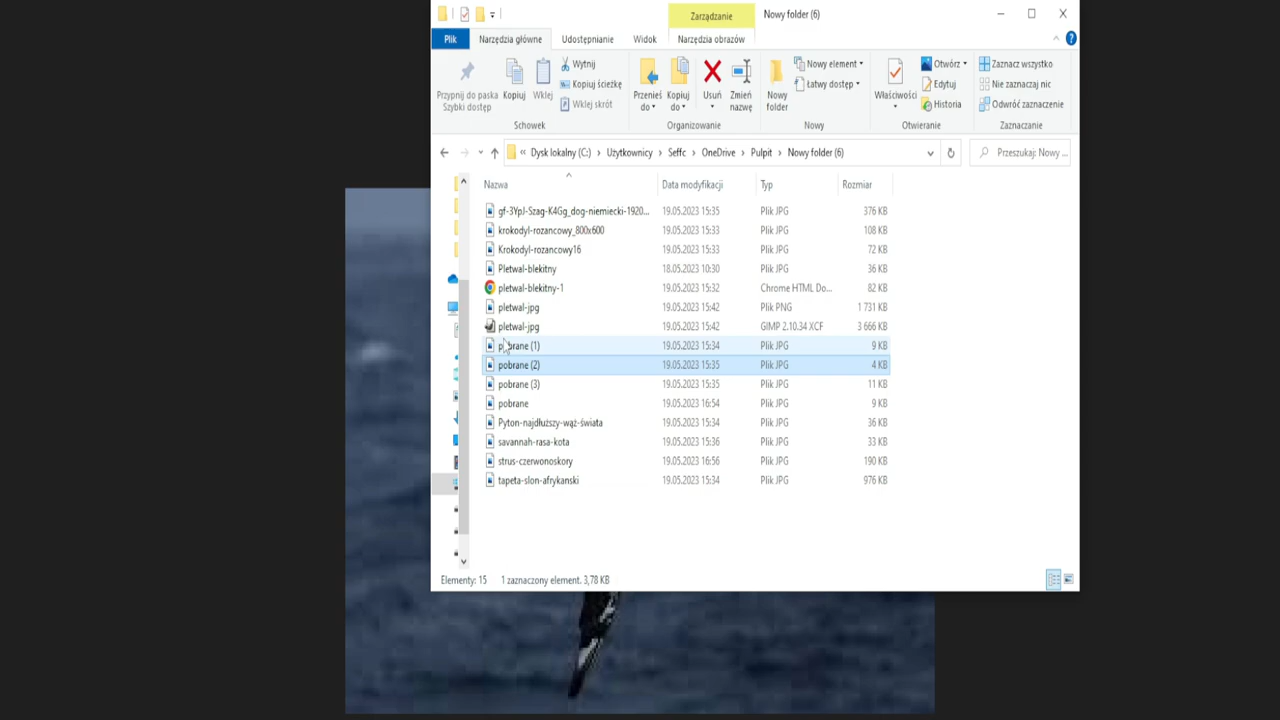 Zarządzanie Nowy folder (6)
Plik Narzędzia główne Udostępnianie Widok Narzędzia obrazów
Przypnij do paska Szybki dostęp Kopiuj Wklej Wytnij Kopiuj ścieżkę Wklej skrót Przenieś do Kopiuj do Usuń Zmień nazwę Nowy folder Nowy element Łatwy dostęp Właściwości Otwórz Edytuj Historia Zaznacz wszystko Nie zaznaczaj nic Odwróć zaznaczenie
Schowek Organizowanie Nowy Otwieranie Zaznaczanie
« Dysk lokalny (C:) > Użytkownicy > Seffc > OneDrive > Pulpit > Nowy folder (6) Przeszukaj: Nowy ...
Nazwa Data modyfikacji Typ Rozmiar
gf-3YpJ-Szag-K4Gg_dog-niemiecki-1920... 19.05.2023 15:35 Plik JPG 376 KB
krokodyl-rozancowy_800x600 19.05.2023 15:33 Plik JPG 108 KB
Krokodyl-rozancowy16 19.05.2023 15:33 Plik JPG 72 KB
Pletwal-blekitny 18.05.2023 10:30 Plik JPG 36 KB
pletwal-blekitny-1 19.05.2023 15:32 Chrome HTML Do... 82 KB
pletwal-jpg 19.05.2023 15:42 Plik PNG 1 731 KB
pletwal-jpg 19.05.2023 15:42 GIMP 2.10.34 XCF 3 666 KB
pobrane (1) 19.05.2023 15:34 Plik JPG 9 KB
pobrane (2) 19.05.2023 15:35 Plik JPG 4 KB
pobrane (3) 19.05.2023 15:35 Plik JPG 11 KB
pobrane 19.05.2023 16:54 Plik JPG 9 KB
Pyton-najdłuższy-wąż-świata 19.05.2023 15:34 Plik JPG 36 KB
savannah-rasa-kota 19.05.2023 15:36 Plik JPG 33 KB
strus-czerwonoskory 19.05.2023 16:56 Plik JPG 190 KB
tapeta-slon-afrykanski 19.05.2023 15:34 Plik JPG 976 KB
Elementy: 15 1 zaznaczony element. 3,78 KB